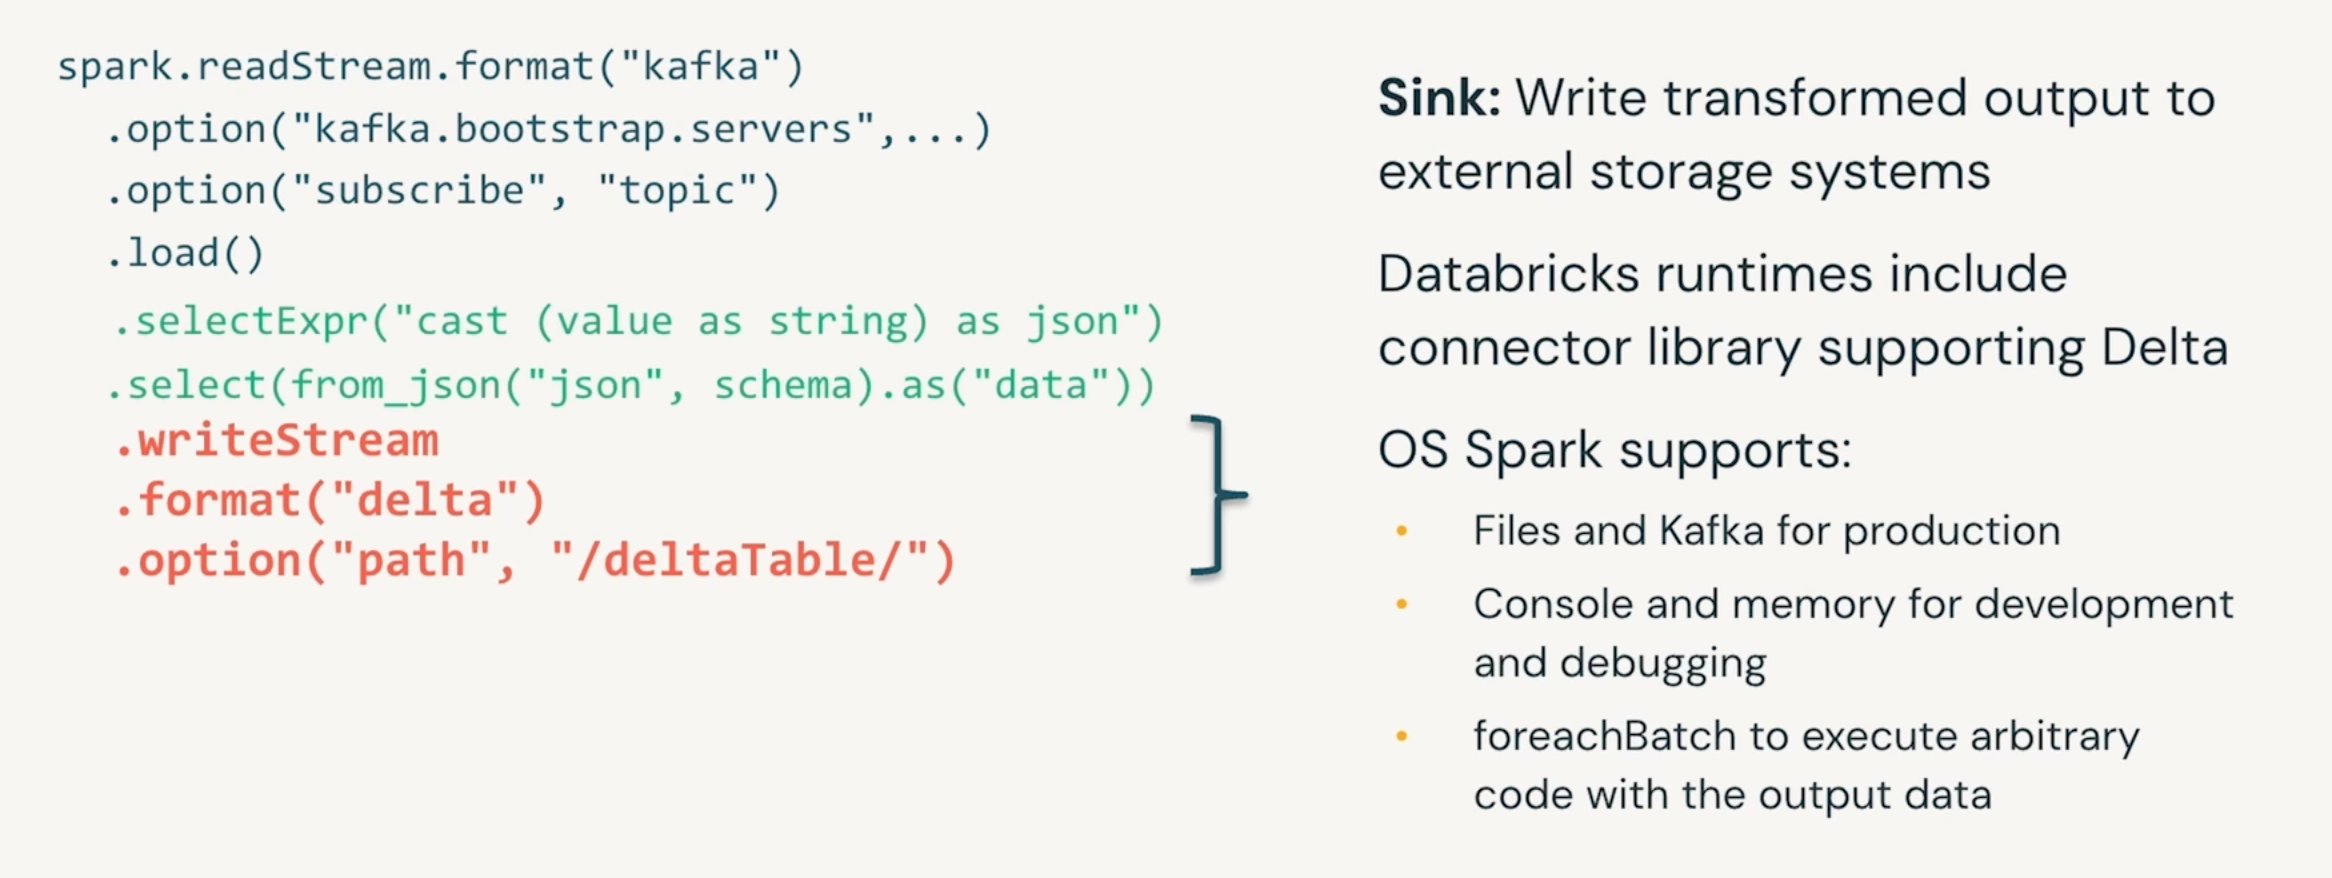 spark.readStream.format("kafka")
.option("kafka.bootstrap.servers",...)
.option("subscribe", "topic")
.load()
.selectExpr("cast (value as string) as json")
.select(from_json("json", schema).as("data"))
.writeStream
.format("delta")
.option("path", "/deltaTable/")
Sink: Write transformed output to
external storage systems
Databricks runtimes include
connector library supporting Delta
OS Spark supports:
• Files and Kafka for production
• Console and memory for development
and debugging
• foreachBatch to execute arbitrary
code with the output data